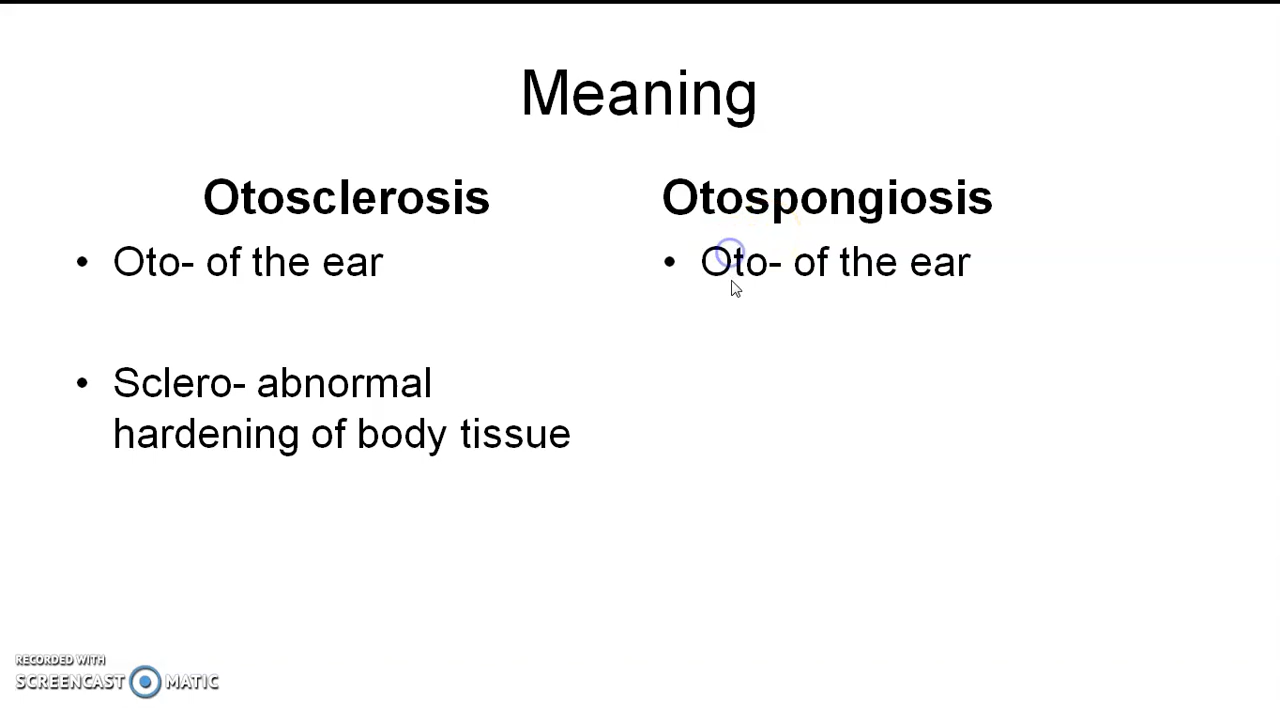 Meaning
Otosclerosis
• Oto- of the ear
• Sclero- abnormal
hardening of body tissue
Otospongiosis
• Oto- of the ear
RECORDED WITH
SCREENCAST MATIC